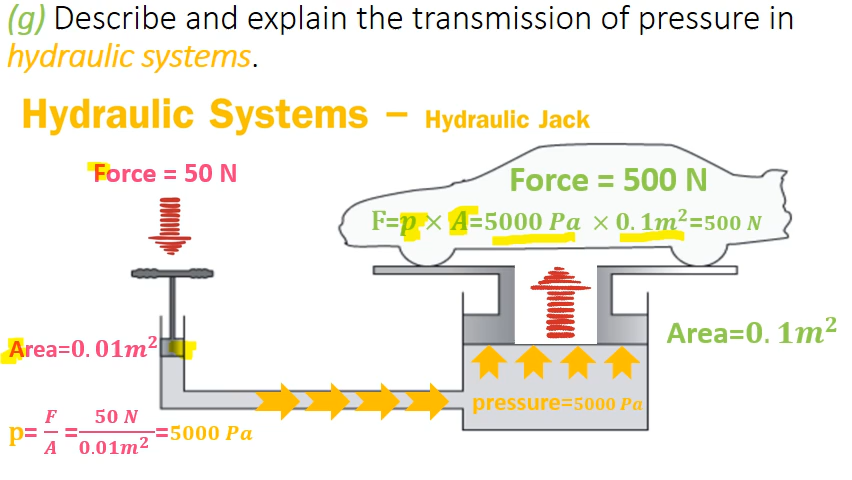 (g) Describe and explain the transmission of pressure in
hydraulic systems.
Hydraulic Systems – Hydraulic Jack
Force = 50 N
Force = 500 N
F=p × A=5000 Pa × 0.1m²=500 N
Area=0.01m²
Area=0.1m²
pressure=5000 Pa
p= F/A = 50 N/0.01m² =5000 Pa